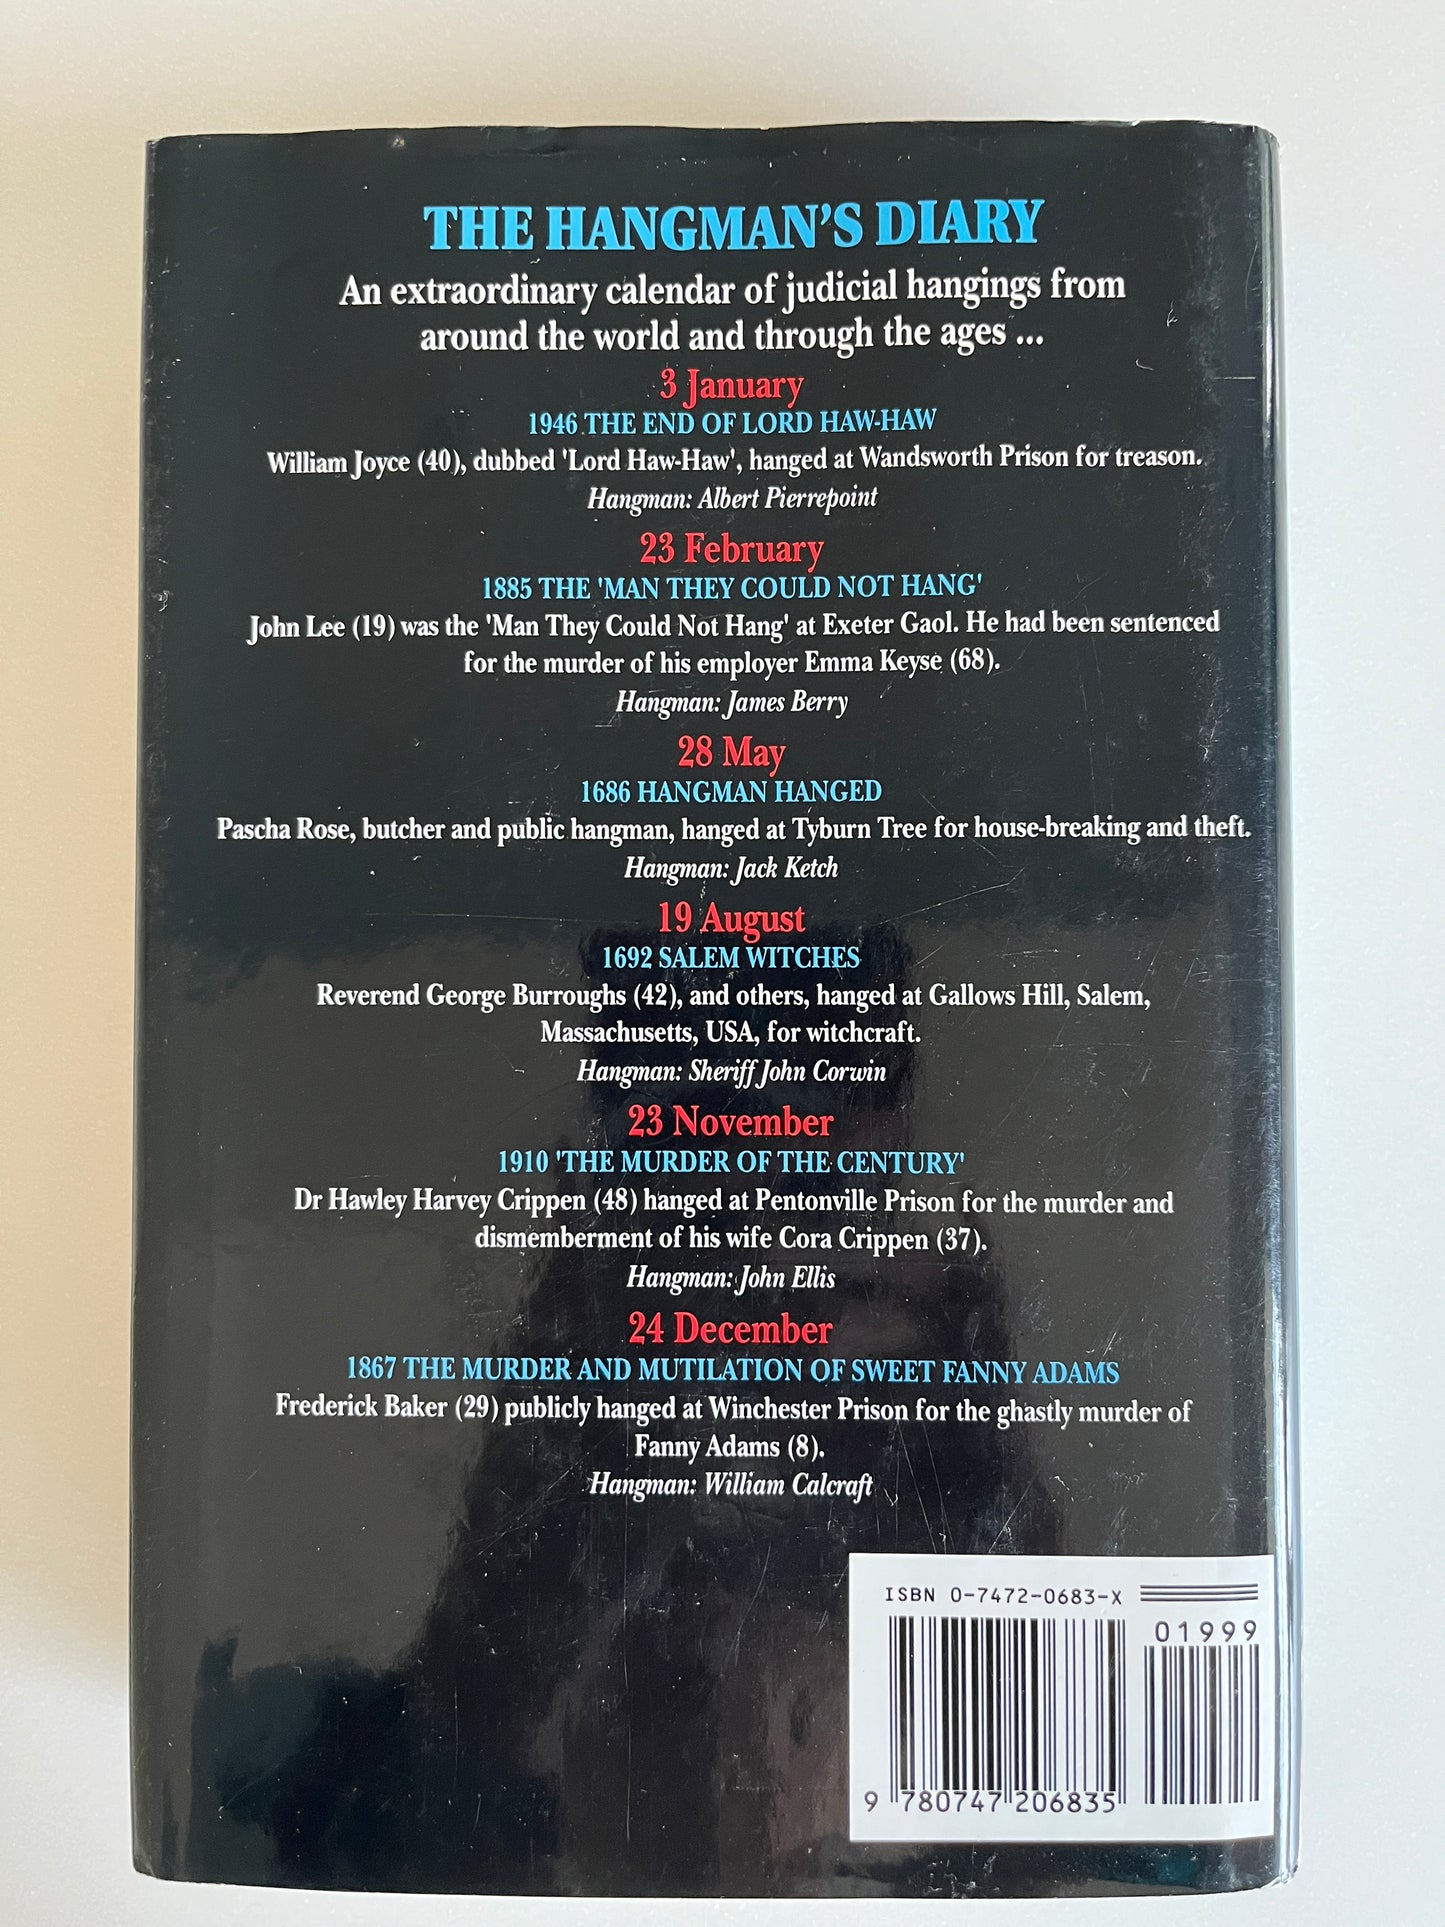 THE HANGMAN'S DIARY
An extraordinary calendar of judicial hangings from
around the world and through the ages ...
3 January
1946 THE END OF LORD HAW-HAW
William Joyce (40), dubbed 'Lord Haw-Haw', hanged at Wandsworth Prison for treason.
Hangman: Albert Pierrepoint
23 February
1885 THE 'MAN THEY COULD NOT HANG'
John Lee (19) was the 'Man They Could Not Hang' at Exeter Gaol. He had been sentenced
for the murder of his employer Emma Keyse (68).
Hangman: James Berry
28 May
1686 HANGMAN HANGED
Pascha Rose, butcher and public hangman, hanged at Tyburn Tree for house-breaking and theft.
Hangman: Jack Ketch
19 August
1692 SALEM WITCHES
Reverend George Burroughs (42), and others, hanged at Gallows Hill, Salem,
Massachusetts, USA, for witchcraft.
Hangman: Sheriff John Corwin
23 November
1910 'THE MURDER OF THE CENTURY'
Dr Hawley Harvey Crippen (48) hanged at Pentonville Prison for the murder and
dismemberment of his wife Cora Crippen (37).
Hangman: John Ellis
24 December
1867 THE MURDER AND MUTILATION OF SWEET FANNY ADAMS
Frederick Baker (29) publicly hanged at Winchester Prison for the ghastly murder of
Fanny Adams (8).
Hangman: William Calcraft
ISBN 0-7472-0683-X
01999
9 780747 206835